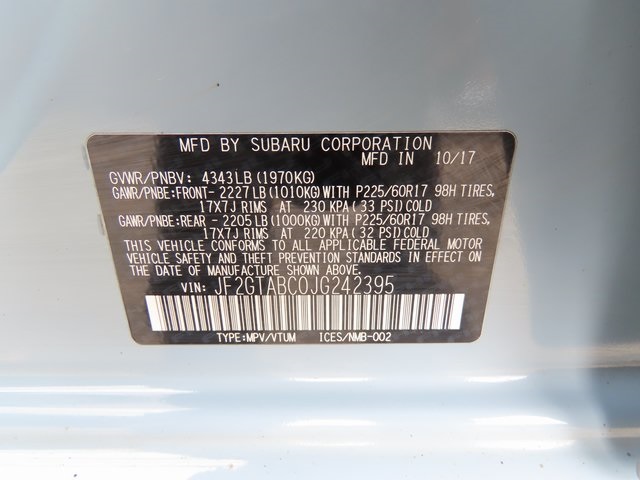 MFD BY SUBARU CORPORATION
MFD IN 10/17
GVWR/PNBV: 4343LB (1970KG)
GAWR/PNBE:FRONT- 2227LB (1010KG) WITH P225/60R17 98H TIRES,
17X7J RIMS AT 230 KPA (33 PSI) COLD
GAWR/PNBE:REAR - 2205LB (1000KG) WITH P225/60R17 98H TIRES,
17X7J RIMS AT 220 KPA (32 PSI) COLD
THIS VEHICLE CONFORMS TO ALL APPLICABLE FEDERAL MOTOR
VEHICLE SAFETY AND THEFT PREVENTION STANDARDS IN EFFECT ON
THE DATE OF MANUFACTURE SHOWN ABOVE.
VIN: JF2GTABC0JG242395
TYPE:MPV/VTUM ICES/NMB-002